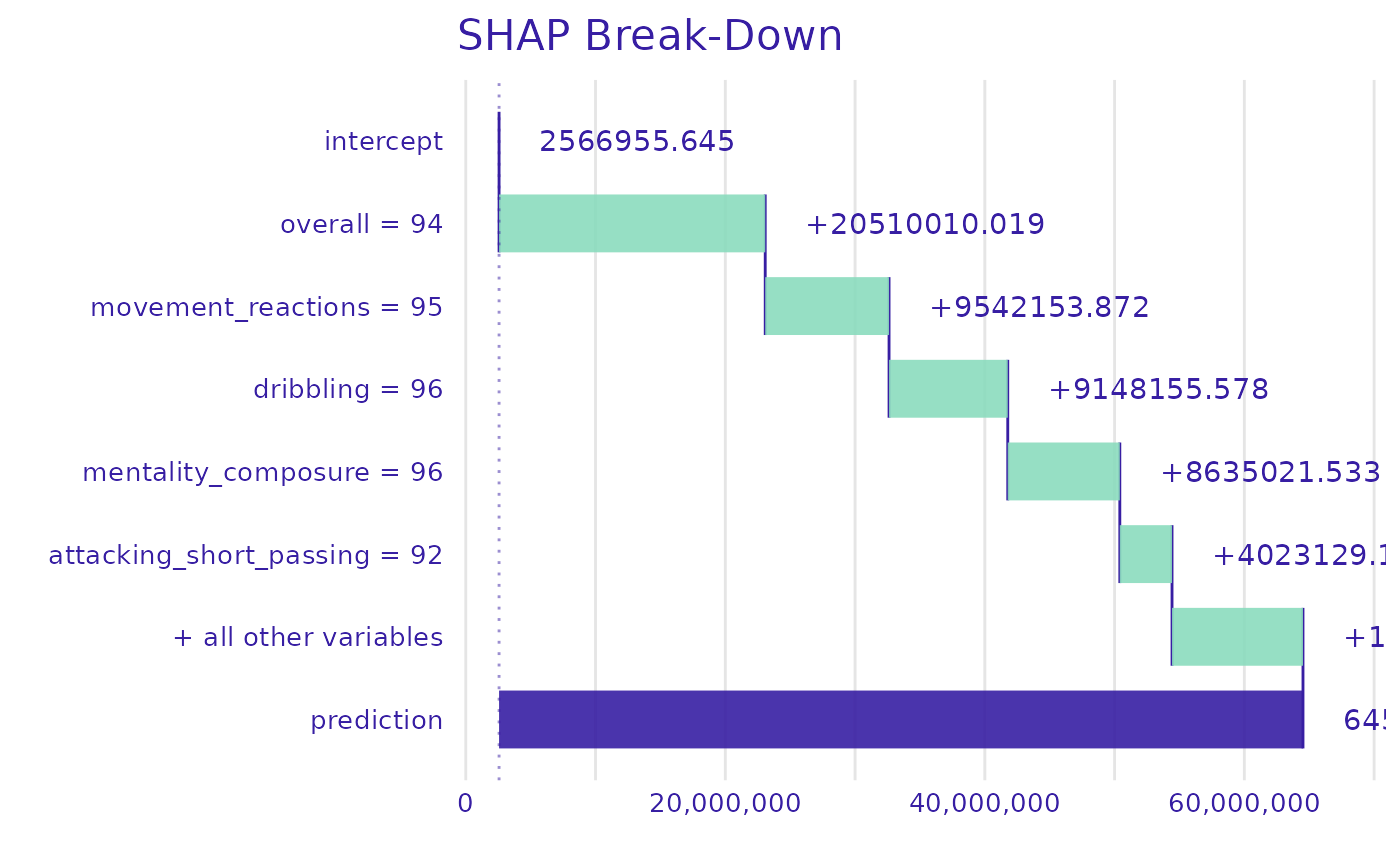 SHAP Break-Down
intercept 2566955.645
overall = 94 +20510010.019
movement_reactions = 95 +9542153.872
dribbling = 96 +9148155.578
mentality_composure = 96 +8635021.533
attacking_short_passing = 92 +4023129.1
+ all other variables +1
prediction 645
0 20,000,000 40,000,000 60,000,000